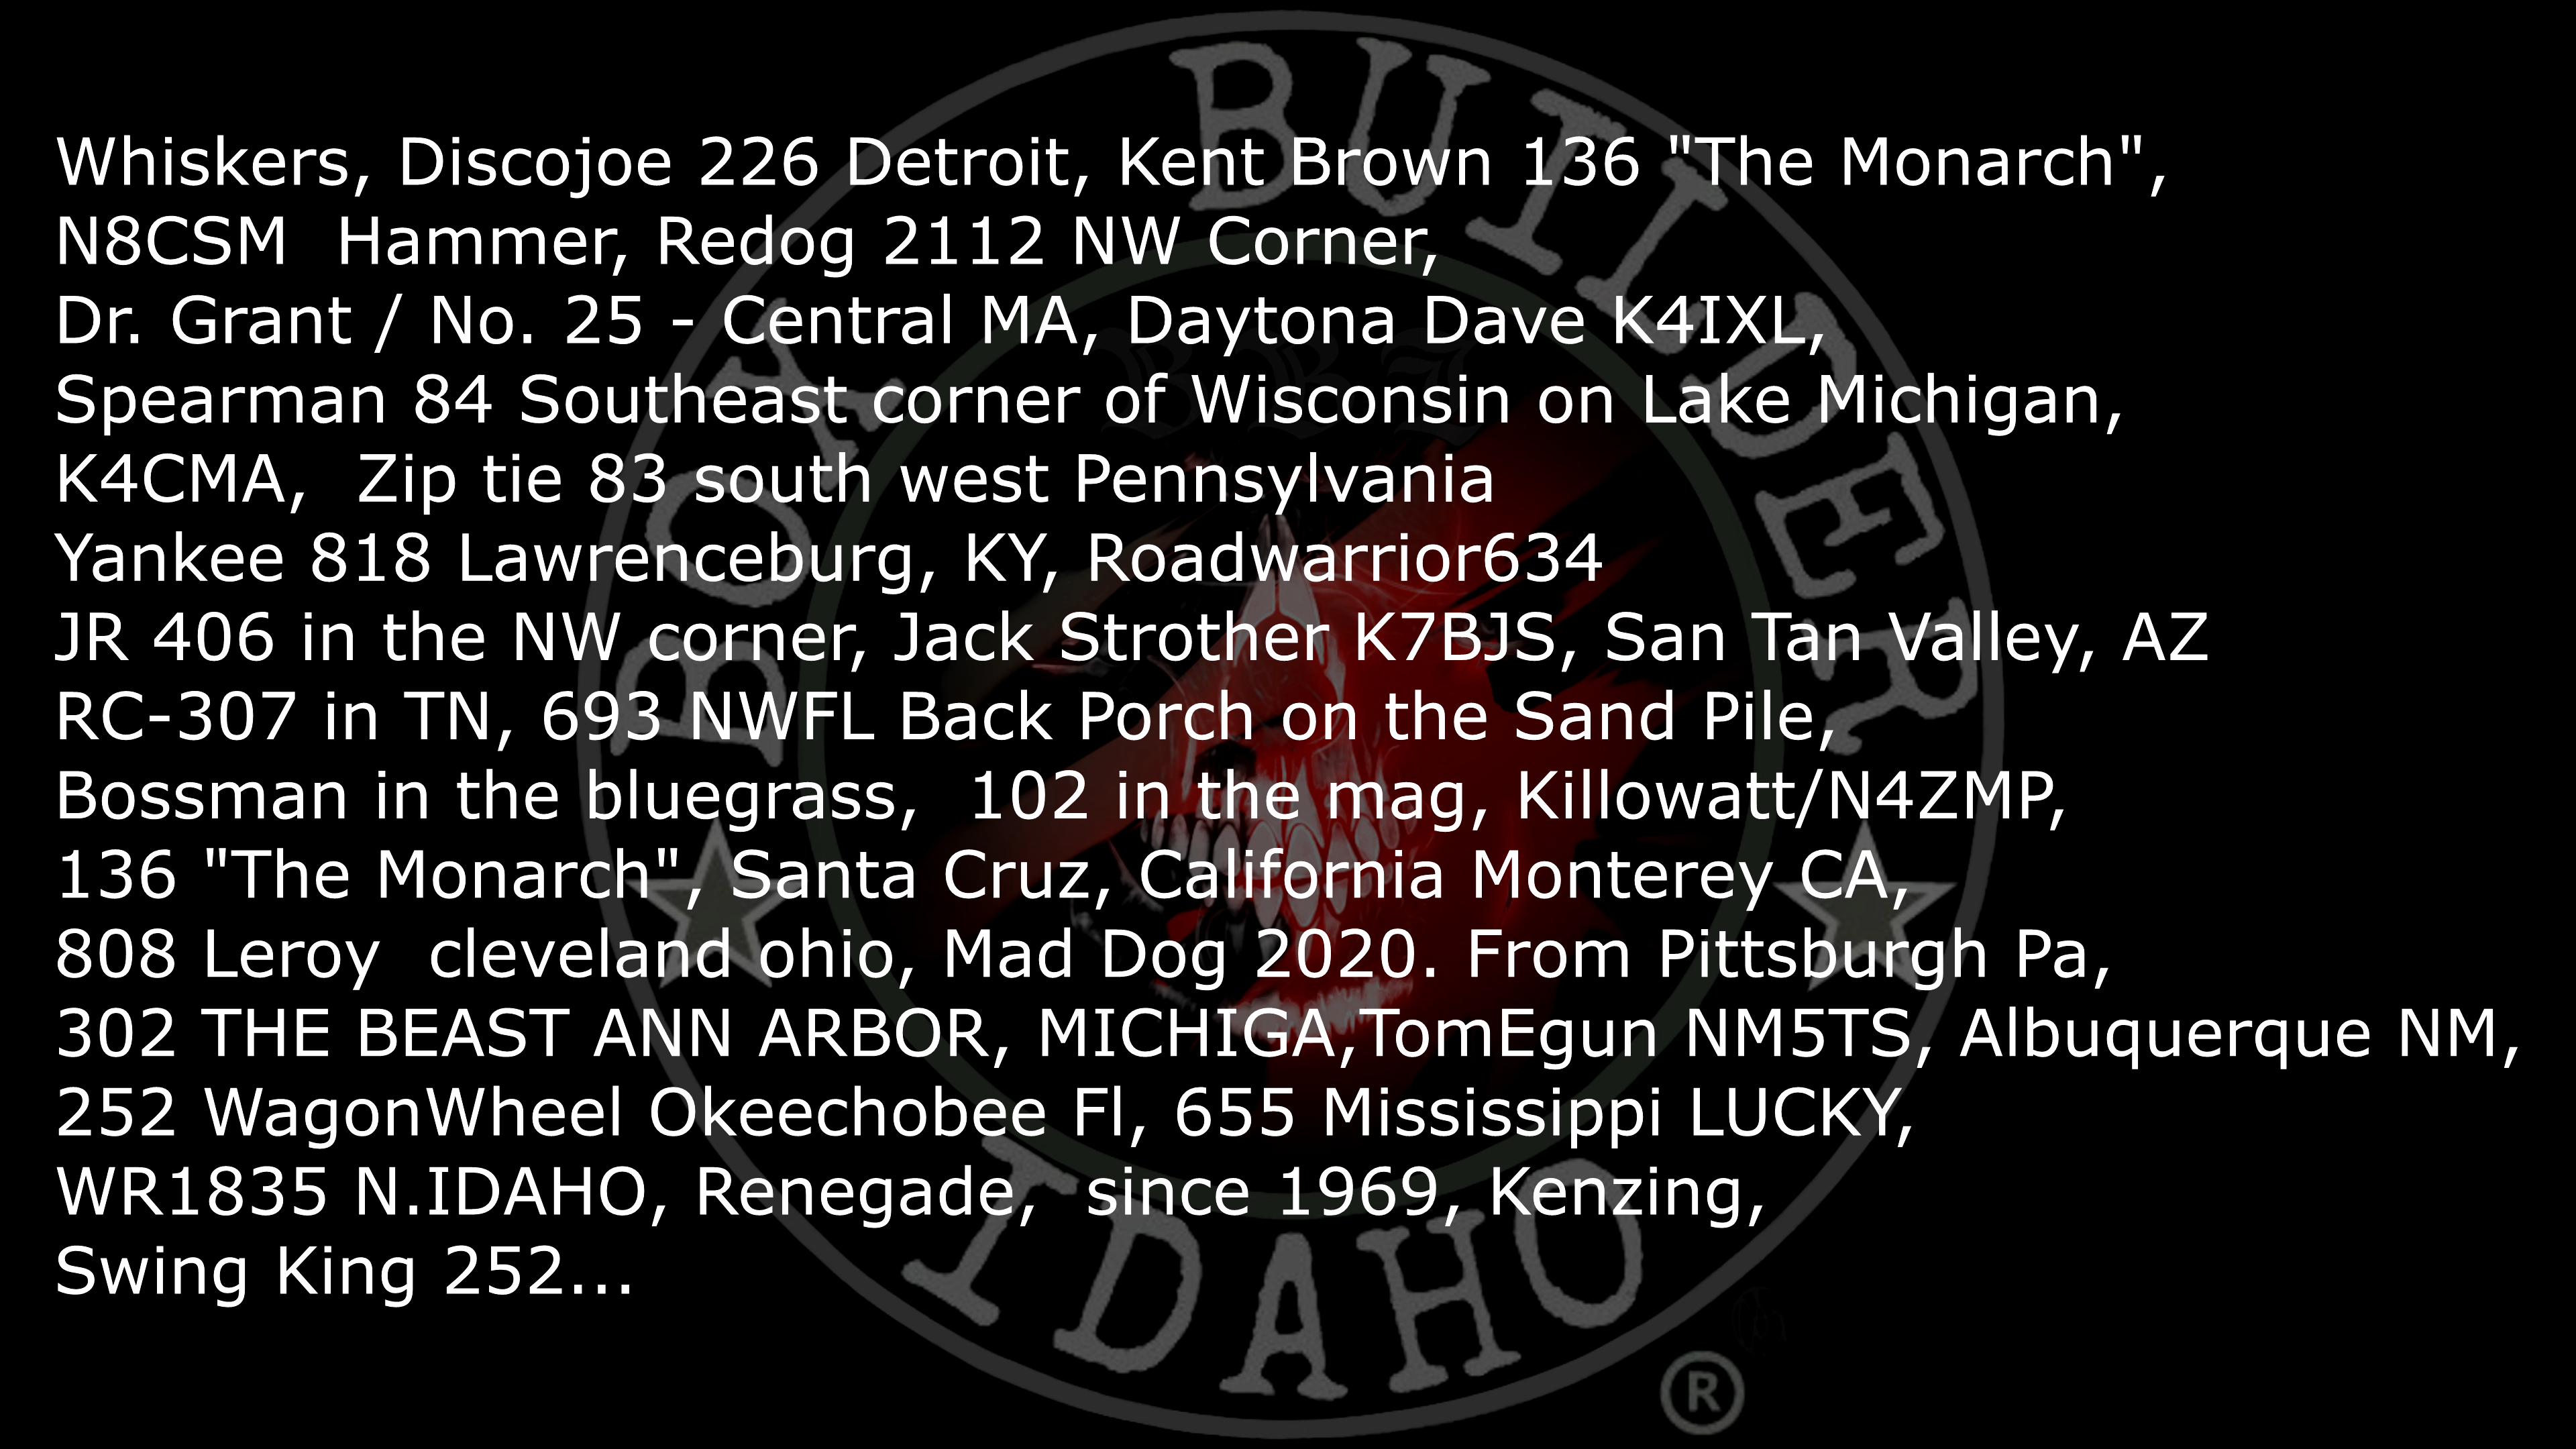 Whiskers, Discojoe 226 Detroit, Kent Brown 136 "The Monarch",
N8CSM  Hammer, Redog 2112 NW Corner,
Dr. Grant / No. 25 - Central MA, Daytona Dave K4IXL,
Spearman 84 Southeast corner of Wisconsin on Lake Michigan,
K4CMA,  Zip tie 83 south west Pennsylvania
Yankee 818 Lawrenceburg, KY, Roadwarrior634
JR 406 in the NW corner, Jack Strother K7BJS, San Tan Valley, AZ
RC-307 in TN, 693 NWFL Back Porch on the Sand Pile,
Bossman in the bluegrass,  102 in the mag, Killowatt/N4ZMP,
136 "The Monarch", Santa Cruz, California Monterey CA,
808 Leroy  cleveland ohio, Mad Dog 2020. From Pittsburgh Pa,
302 THE BEAST ANN ARBOR, MICHIGA,TomEgun NM5TS, Albuquerque NM,
252 WagonWheel Okeechobee Fl, 655 Mississippi LUCKY,
WR1835 N.IDAHO, Renegade,  since 1969, Kenzing,
Swing King 252...
BOX BUILDER
BBI
IDAHO
®